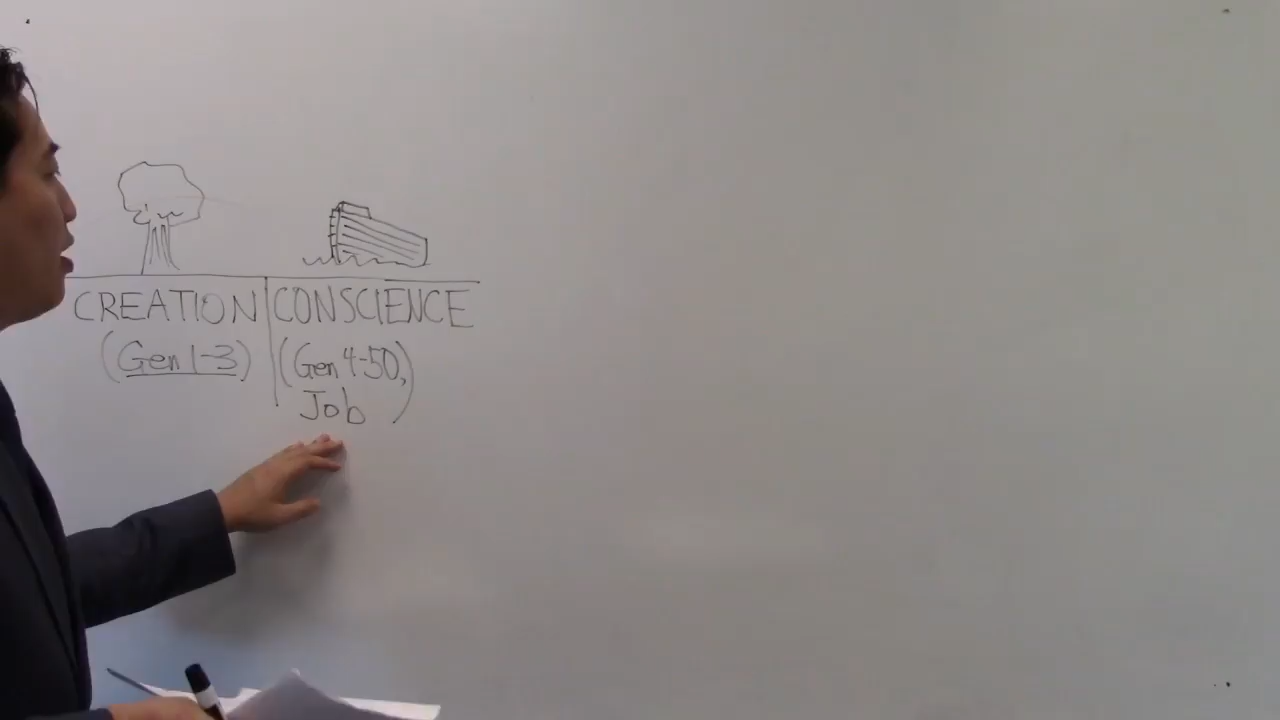 CREATION
(Gen 1-3)
CONSCIENCE
(Gen 4-50,
Job)